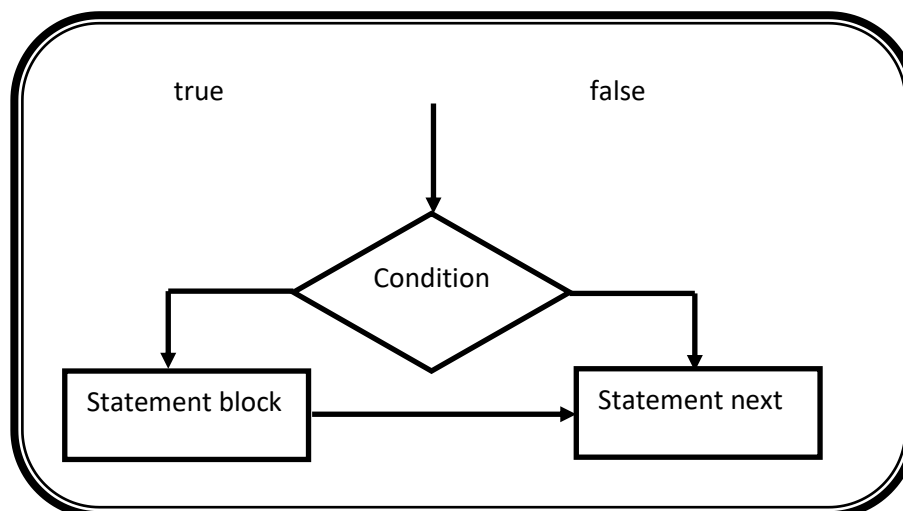 true
false
Condition
Statement block
Statement next